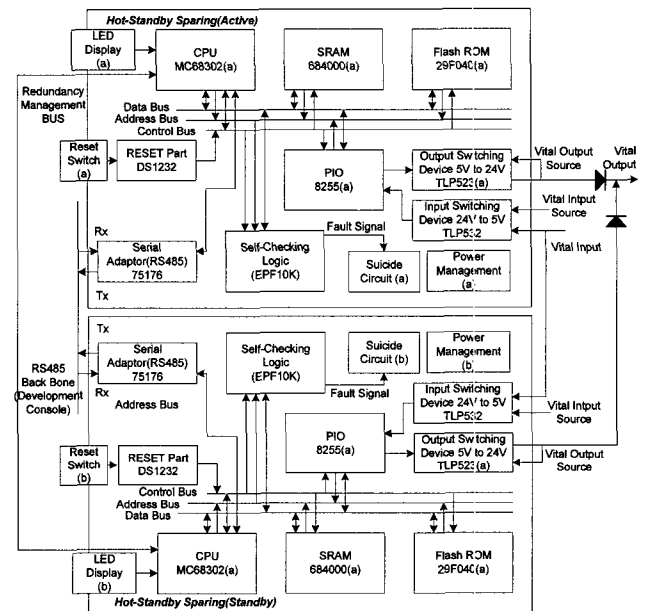 Hot-Standby Sparing(Active)
LED
Display
(a)
CPU
MC68302(a)
SRAM
684000(a)
Flash ROM
29F040(a)
Redundancy
Management
BUS
Data Bus
Address Bus
Control Bus
Reset
Switch
(a)
RESET Part
DS1232
PIO
8255(a)
Output Switching
Device 5V to 24V
TLP523(a)
Vital Output
Source
Vital
Output
Input Switching
Device 24V to 5V
TLP532
Vital Intput
Source
Vital Input
Rx
Serial
Adaptor(RS485)
75176
Tx
Self-Checking
Logic
(EPF10K)
Fault Signal
Suicide
Circuit (a)
Power
Management
(a)
Tx
Serial
Adaptor(RS485)
75176
Rx
Address Bus
RS485
Back Bone
(Development
Console)
Self-Checking
Logic
(EPF10K)
Fault Signal
Suicide
Circuit (b)
Power
Management
(b)
Input Switching
Device 24V to 5V
TLP532
Vital Intput
Source
PIO
8255(a)
Output Switching
Device 5V to 24V
TLP523(a)
Vital Output
Source
Reset
Switch
(b)
RESET Part
DS1232
Control Bus
Address Bus
Data Bus
LED
Display
(b)
CPU
MC68302(a)
SRAM
684000(a)
Flash ROM
29F040(a)
Hot-Standby Sparing(Standby)